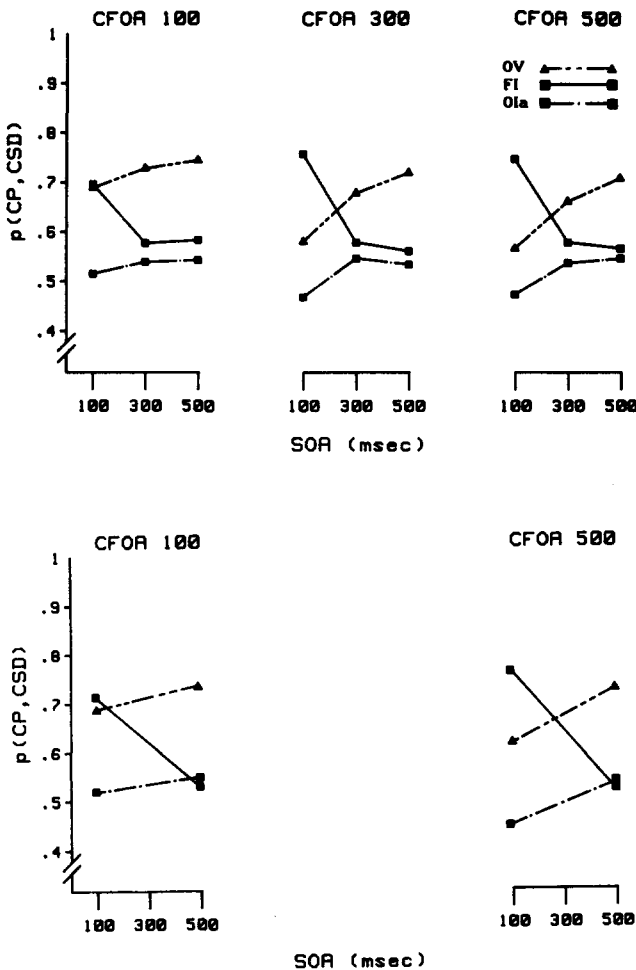 CFOA 100 CFOA 300 CFOA 500
OV
FI
OIa
p(CP,CSD)
1
.9
.8
.7
.6
.5
.4
100 300 500 100 300 500 100 300 500
SOA (msec)
CFOA 100 CFOA 500
p(CP,CSD)
1
.9
.8
.7
.6
.5
.4
100 300 500 100 300 500
SOA (msec)